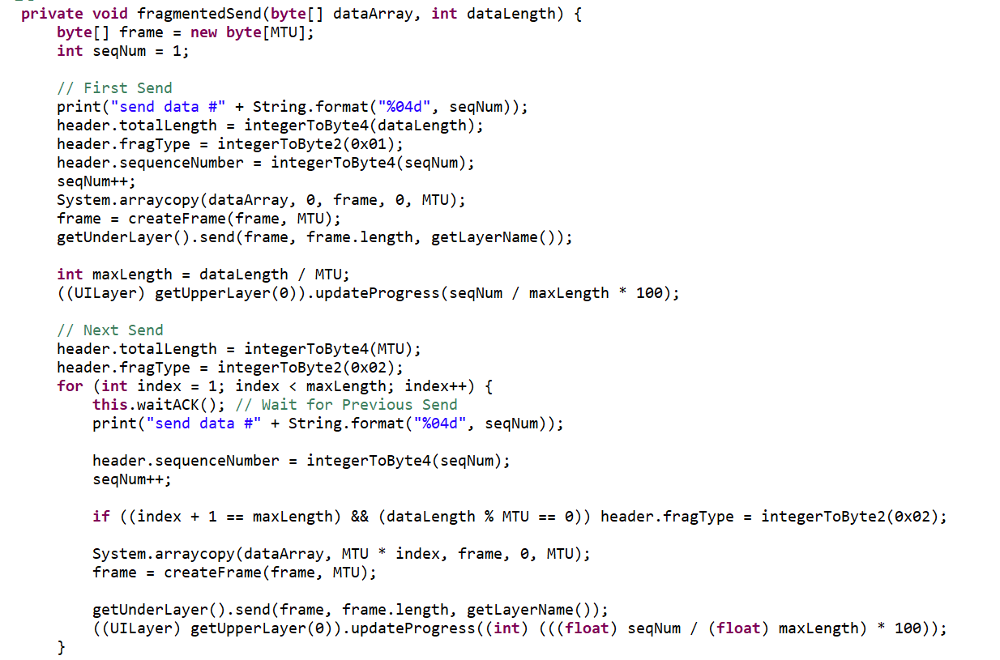 private void fragmentedSend(byte[] dataArray, int dataLength) {
    byte[] frame = new byte[MTU];
    int seqNum = 1;

    // First Send
    print("send data #" + String.format("%04d", seqNum));
    header.totalLength = integerToByte4(dataLength);
    header.fragType = integerToByte2(0x01);
    header.sequenceNumber = integerToByte4(seqNum);
    seqNum++;
    System.arraycopy(dataArray, 0, frame, 0, MTU);
    frame = createFrame(frame, MTU);
    getUnderLayer().send(frame, frame.length, getLayerName());

    int maxLength = dataLength / MTU;
    ((UILayer) getUpperLayer(0)).updateProgress(seqNum / maxLength * 100);

    // Next Send
    header.totalLength = integerToByte4(MTU);
    header.fragType = integerToByte2(0x02);
    for (int index = 1; index < maxLength; index++) {
        this.waitACK(); // Wait for Previous Send
        print("send data #" + String.format("%04d", seqNum));

        header.sequenceNumber = integerToByte4(seqNum);
        seqNum++;

        if ((index + 1 == maxLength) && (dataLength % MTU == 0)) header.fragType = integerToByte2(0x02);

        System.arraycopy(dataArray, MTU * index, frame, 0, MTU);
        frame = createFrame(frame, MTU);

        getUnderLayer().send(frame, frame.length, getLayerName());
        ((UILayer) getUpperLayer(0)).updateProgress((int) (((float) seqNum / (float) maxLength) * 100));
    }